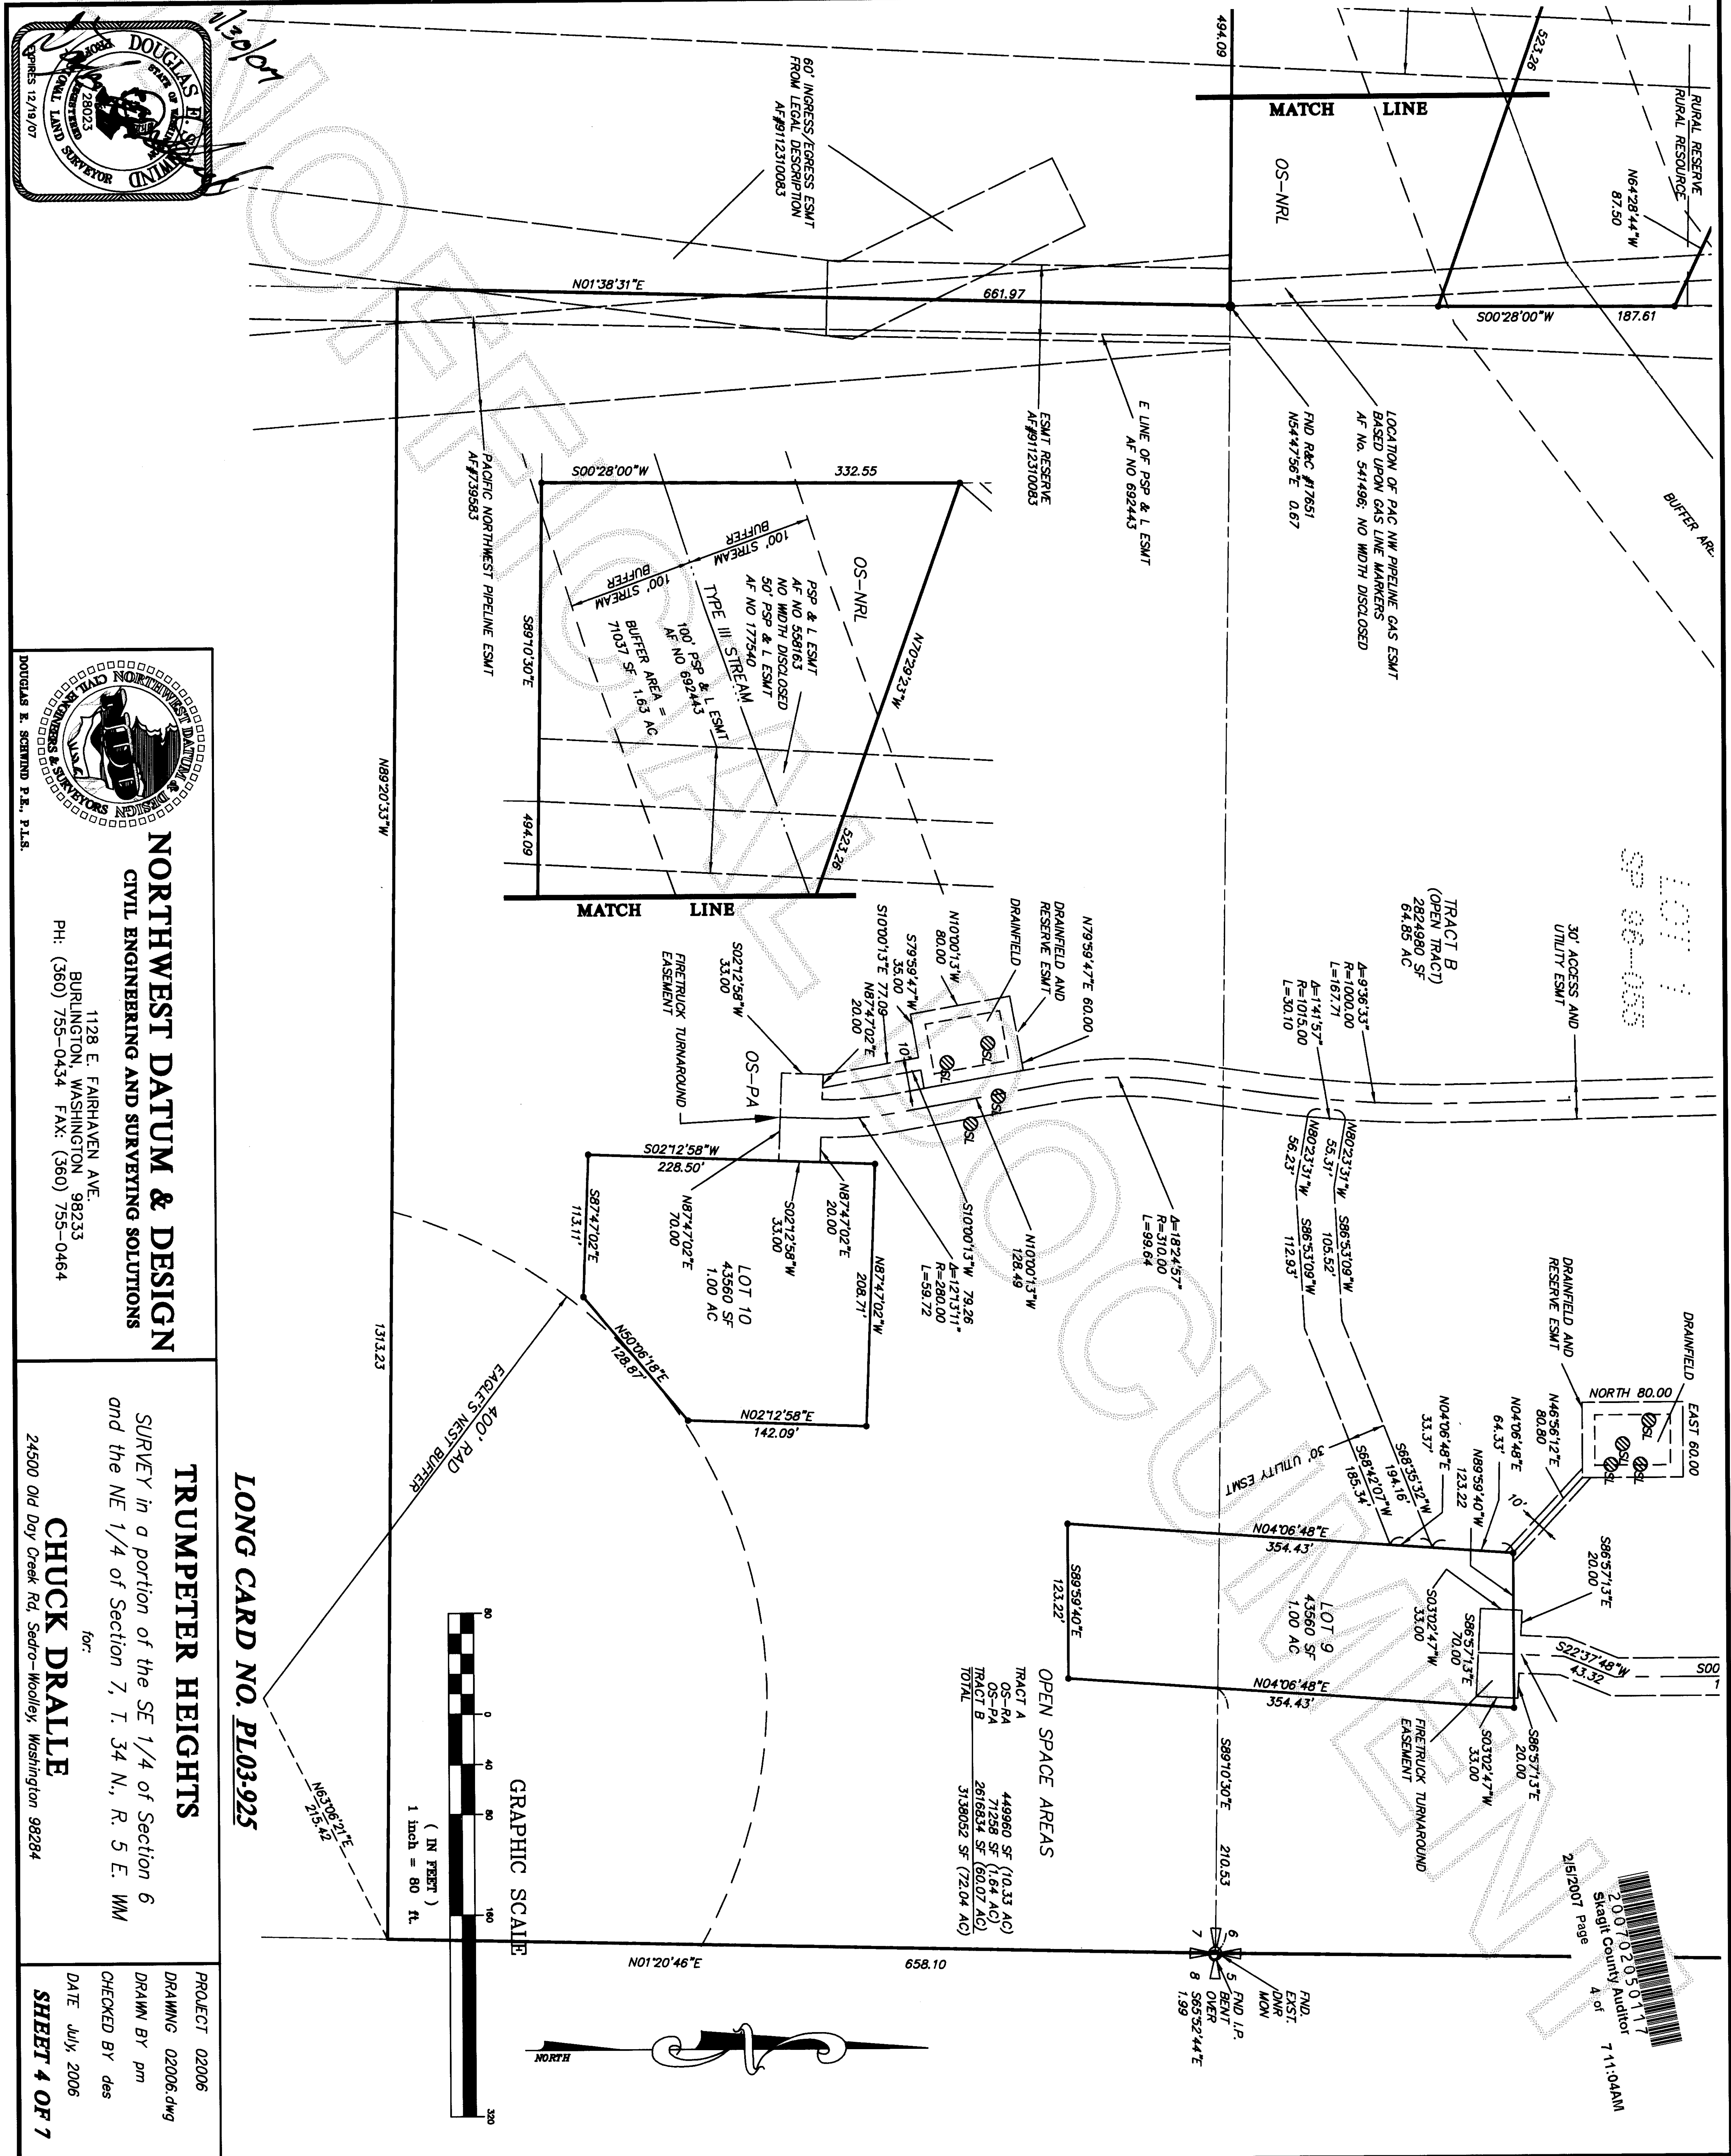 494.09
523.26
RURAL RESERVE
RURAL RESOURCE
N64°28'44"W
87.50
MATCH LINE
OS-NRL
S00°28'00"W 187.61
BUFFER
LOCATION OF PAC NW PIPELINE GAS ESMT
BASED UPON GAS LINE MARKERS
AF No. 541496; NO WIDTH DISCLOSED
FND R&C #17651
N54°47'56"E 0.67
E LINE OF PSP & L ESMT
AF NO 692443
ESMT RESERVE
AF#9112310083
60' INGRESS/EGRESS ESMT
FROM LEGAL DESCRIPTION
AF#9112310083
N01°38'31"E 661.97
PACIFIC NORTHWEST PIPELINE ESMT
AF#739583
S00°28'00"W 332.55
OS-NRL
N70°29'23"W
523.26
100' STREAM
BUFFER
100' STREAM
BUFFER
TYPE III STREAM
PSP & L ESMT
AF NO 558163
NO WIDTH DISCLOSED
50' PSP & L ESMT
AF NO 177540
100' PSP & L ESMT
AF NO 692443
BUFFER AREA =
71037 SF 1.63 AC
S89°10'30"E
494.09
MATCH LINE
LOT 1
SP 96-055
TRACT B
(OPEN TRACT)
2824980 SF
64.85 AC
30' ACCESS AND
UTILITY ESMT
Δ=9°36'33"
R=1000.00
L=167.71
Δ=1°41'57"
R=1015.00
L=30.10
N80°23'31"W
55.31'
N80°23'31"W
56.23'
S86°53'09"W
105.52'
S86°53'09"W
112.93'
S68°35'32"W
194.16'
S68°42'07"W
185.34'
30' UTILITY ESMT
Δ=18°24'57"
R=310.00
L=99.64
N10°00'13"W
128.49
S10°00'13"W 79.26
Δ=12°13'11"
R=280.00
L=59.72
N79°59'47"E 60.00
DRAINFIELD AND
RESERVE ESMT
DRAINFIELD
N10°00'13"W
80.00
S79°59'47"W
35.00
S10°00'13"E 77.09
N87°47'02"E
20.00
10'
SL
SL
SL
SL
S02°12'58"W
33.00
FIRETRUCK TURNAROUND
EASEMENT
OS-PA
S02°12'58"W
228.50'
N87°47'02"E
20.00
S02°12'58"W
33.00
N87°47'02"E
70.00
N87°47'02"W
208.71'
LOT 10
43560 SF
1.00 AC
S87°47'02"E
113.11'
N50°06'18"E
128.87'
N02°12'58"E
142.09'
400' RAD
EAGLE'S NEST BUFFER
DRAINFIELD
DRAINFIELD AND
RESERVE ESMT
NORTH 80.00
EAST 60.00
SL
SL
SL
SL
N46°56'12"E
80.80
10'
N04°06'48"E
64.33'
N89°59'40"W
123.22
N04°06'48"E
33.37'
S86°57'13"E
20.00
S22°37'48"W
43.32
S00
1
S86°57'13"E
20.00
S03°02'47"W
33.00
S86°57'13"E
70.00
S03°02'47"W
33.00
FIRETRUCK TURNAROUND
EASEMENT
N04°06'48"E
354.43'
LOT 9
43560 SF
1.00 AC
N04°06'48"E
354.43'
S89°59'40"E
123.22'
OPEN SPACE AREAS
TRACT A
OS-RA 449960 SF (10.33 AC)
OS-PA 71258 SF (1.64 AC)
TRACT B 2616834 SF (60.07 AC)
TOTAL 3138052 SF (72.04 AC)
S89°10'30"E 210.53
6 5
7 8
FND.
EXST.
DNR
MON
FND I.P.
BENT
OVER
S65°52'44"E
1.99
N01°20'46"E 658.10
N89°20'33"W 1313.23
N63°06'21"E
215.42
GRAPHIC SCALE
80 0 40 80 160 320
( IN FEET )
1 inch = 80 ft.
NORTH
200702050117
Skagit County Auditor
2/5/2007 Page 4 of 7 11:04AM
UNOFFICIAL DOCUMENT
LONG CARD NO. PL03-925
1/30/07
DOUGLAS E. SCHWIND
STATE OF WASHINGTON
28023
REGISTERED
PROFESSIONAL LAND SURVEYOR
EXPIRES 12/19/07
NORTHWEST DATUM & DESIGN
CIVIL ENGINEERS & SURVEYORS
DOUGLAS E. SCHWIND P.E., P.L.S.
NORTHWEST DATUM & DESIGN
CIVIL ENGINEERING AND SURVEYING SOLUTIONS
1128 E. FAIRHAVEN AVE.
BURLINGTON, WASHINGTON 98233
PH: (360) 755-0434 FAX: (360) 755-0464
TRUMPETER HEIGHTS
SURVEY in a portion of the SE 1/4 of Section 6
and the NE 1/4 of Section 7, T. 34 N., R. 5 E. WM
for:
CHUCK DRALLE
24500 Old Day Creek Rd, Sedro-Woolley, Washington 98284
PROJECT 02006
DRAWING 02006.dwg
DRAWN BY pm
CHECKED BY des
DATE July, 2006
SHEET 4 OF 7